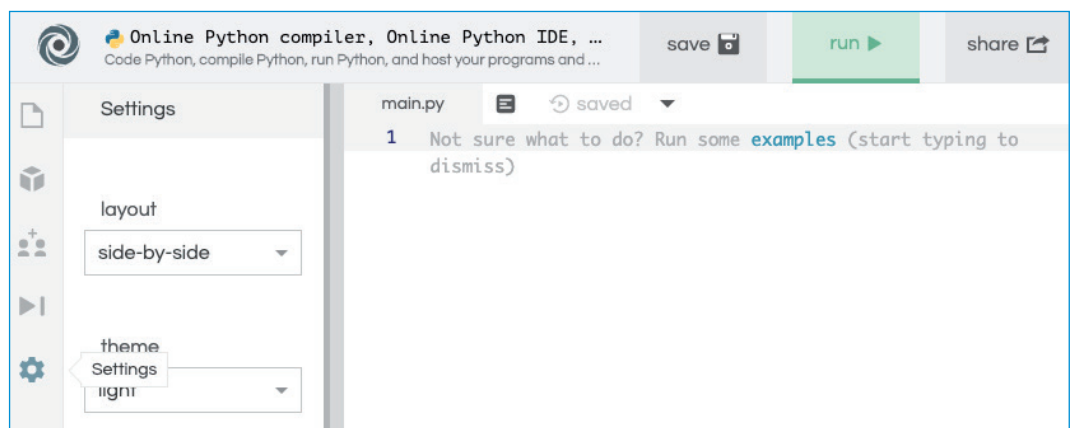 Online Python compiler, Online Python IDE, ...
Code Python, compile Python, run Python, and host your programs and ...
save
run
share
Settings
main.py
saved
1 Not sure what to do? Run some examples (start typing to
dismiss)
layout
side-by-side
theme
Settings
light